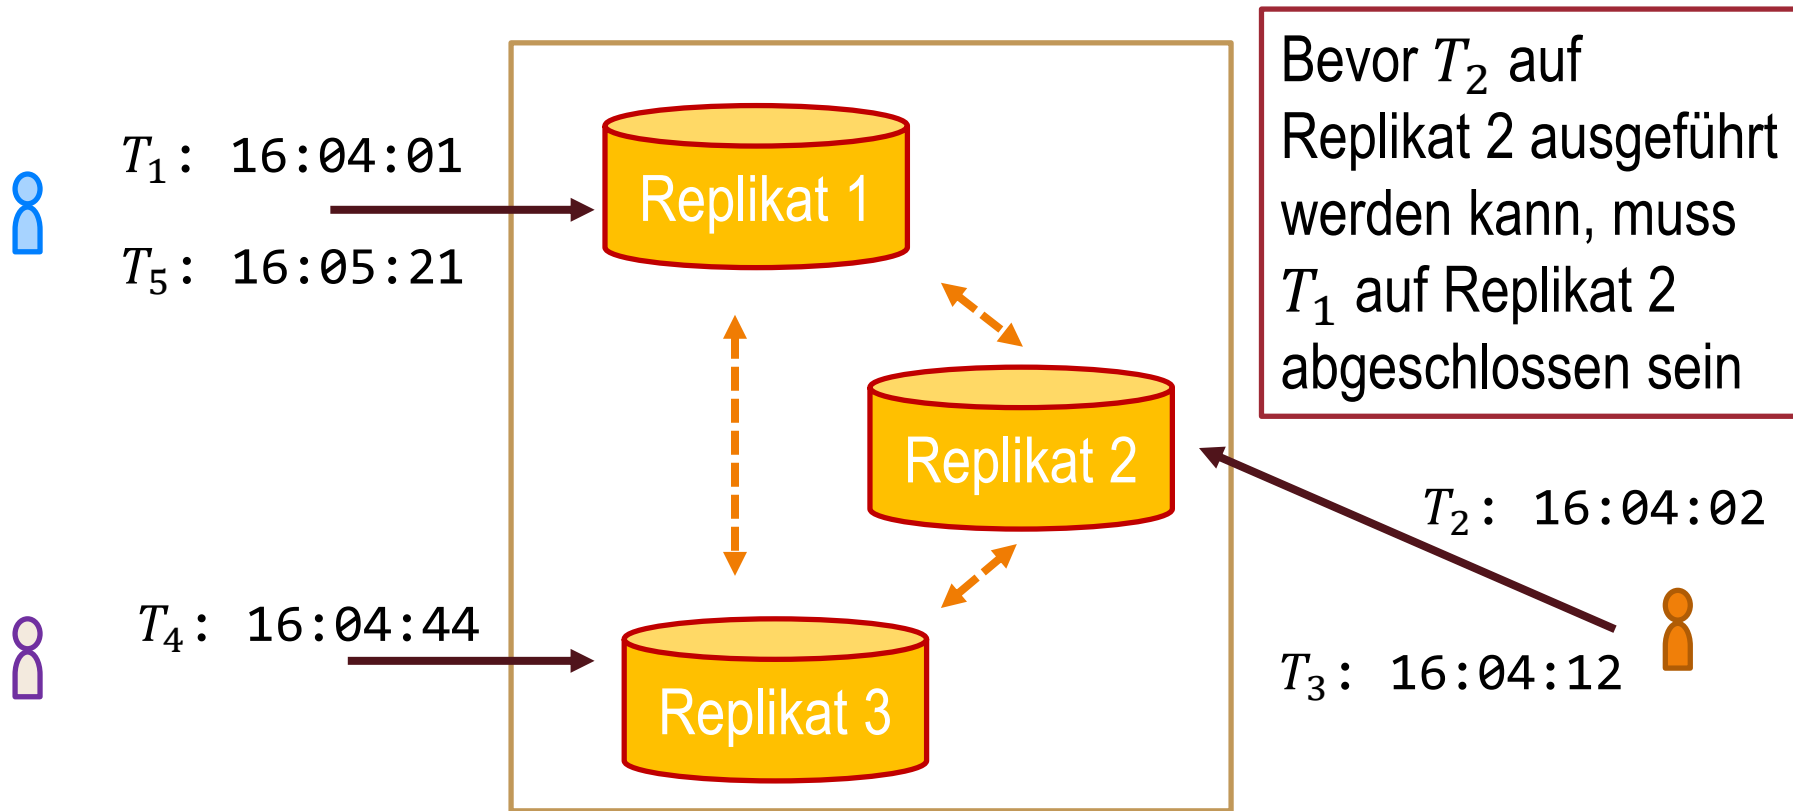 T₁: 16:04:01
T₅: 16:05:21
Replikat 1
Bevor T₂ auf
Replikat 2 ausgeführt
werden kann, muss
T₁ auf Replikat 2
abgeschlossen sein
Replikat 2
T₂: 16:04:02
T₄: 16:04:44
Replikat 3
T₃: 16:04:12